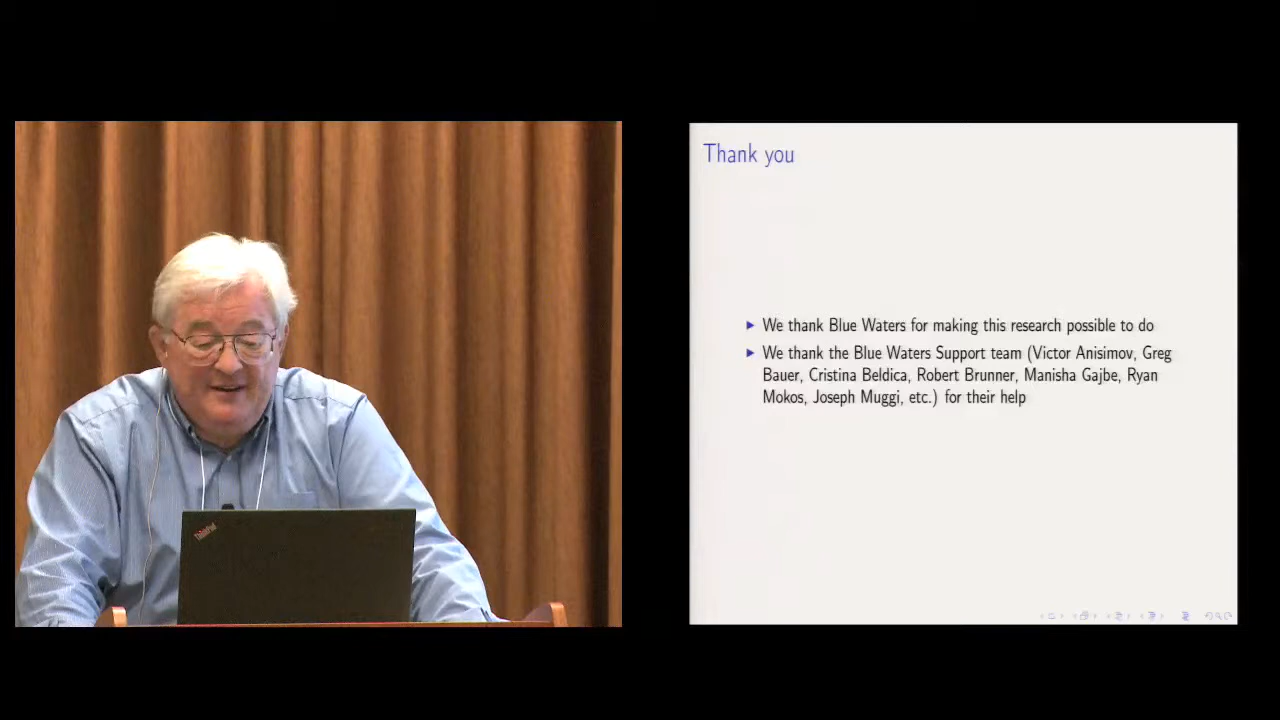 Thank you
We thank Blue Waters for making this research possible to do
We thank the Blue Waters Support team (Victor Anisimov, Greg
Bauer, Cristina Beldica, Robert Brunner, Manisha Gajbe, Ryan
Mokos, Joseph Muggi, etc.) for their help
ThinkPad